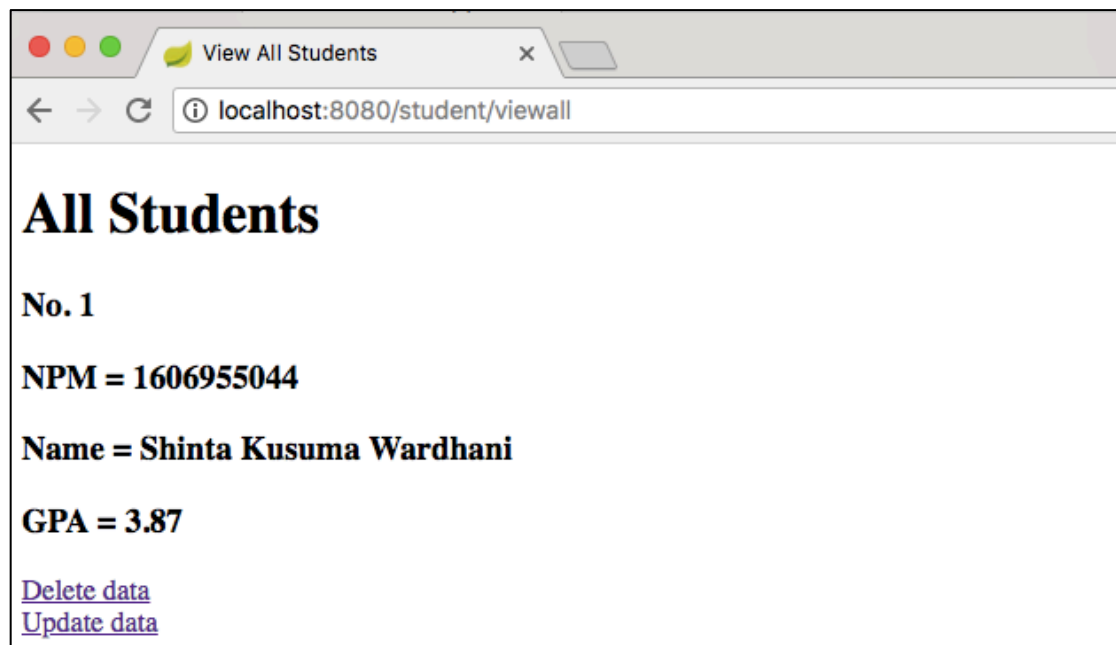 View All Students
localhost:8080/student/viewall
All Students
No. 1
NPM = 1606955044
Name = Shinta Kusuma Wardhani
GPA = 3.87
Delete data
Update data